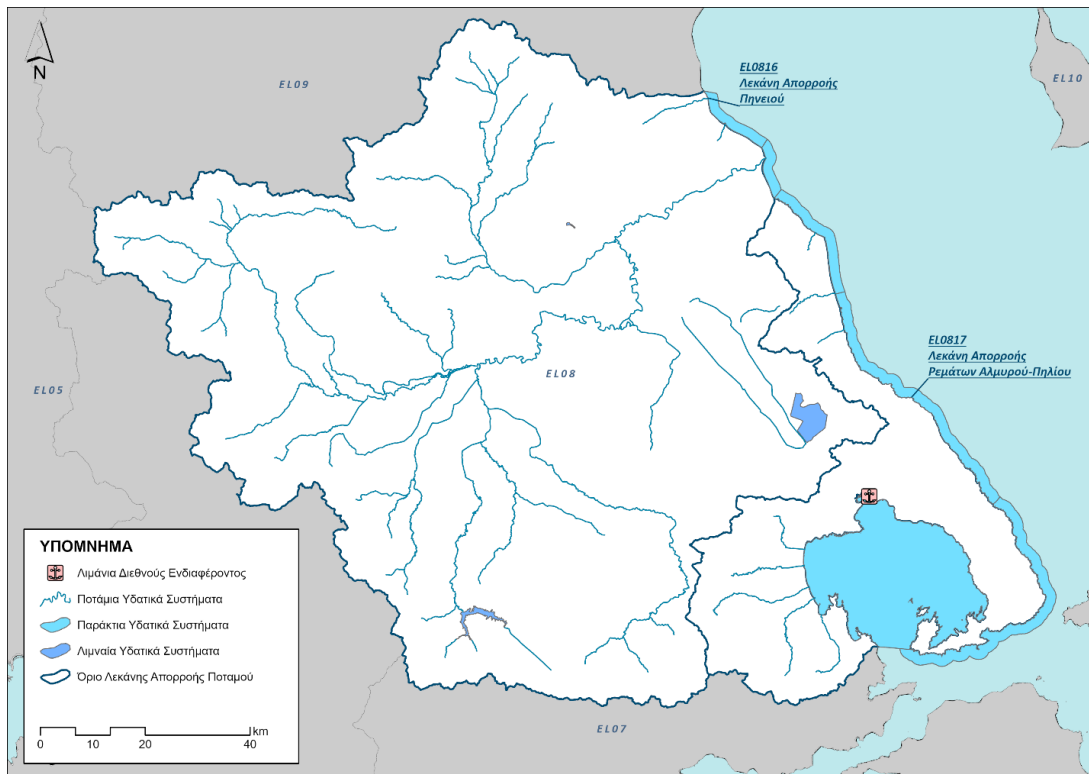 N
EL09
EL10
EL0816
Λεκάνη Απορροής
Πηνειού
EL05
EL08
EL0817
Λεκάνη Απορροής
Ρεμάτων Αλμυρού-Πηλίου
EL07
ΥΠΟΜΝΗΜΑ
Λιμάνια Διεθνούς Ενδιαφέροντος
Ποτάμια Υδατικά Συστήματα
Παράκτια Υδατικά Συστήματα
Λιμναία Υδατικά Συστήματα
Όριο Λεκάνης Απορροής Ποταμού
km
0 10 20 40